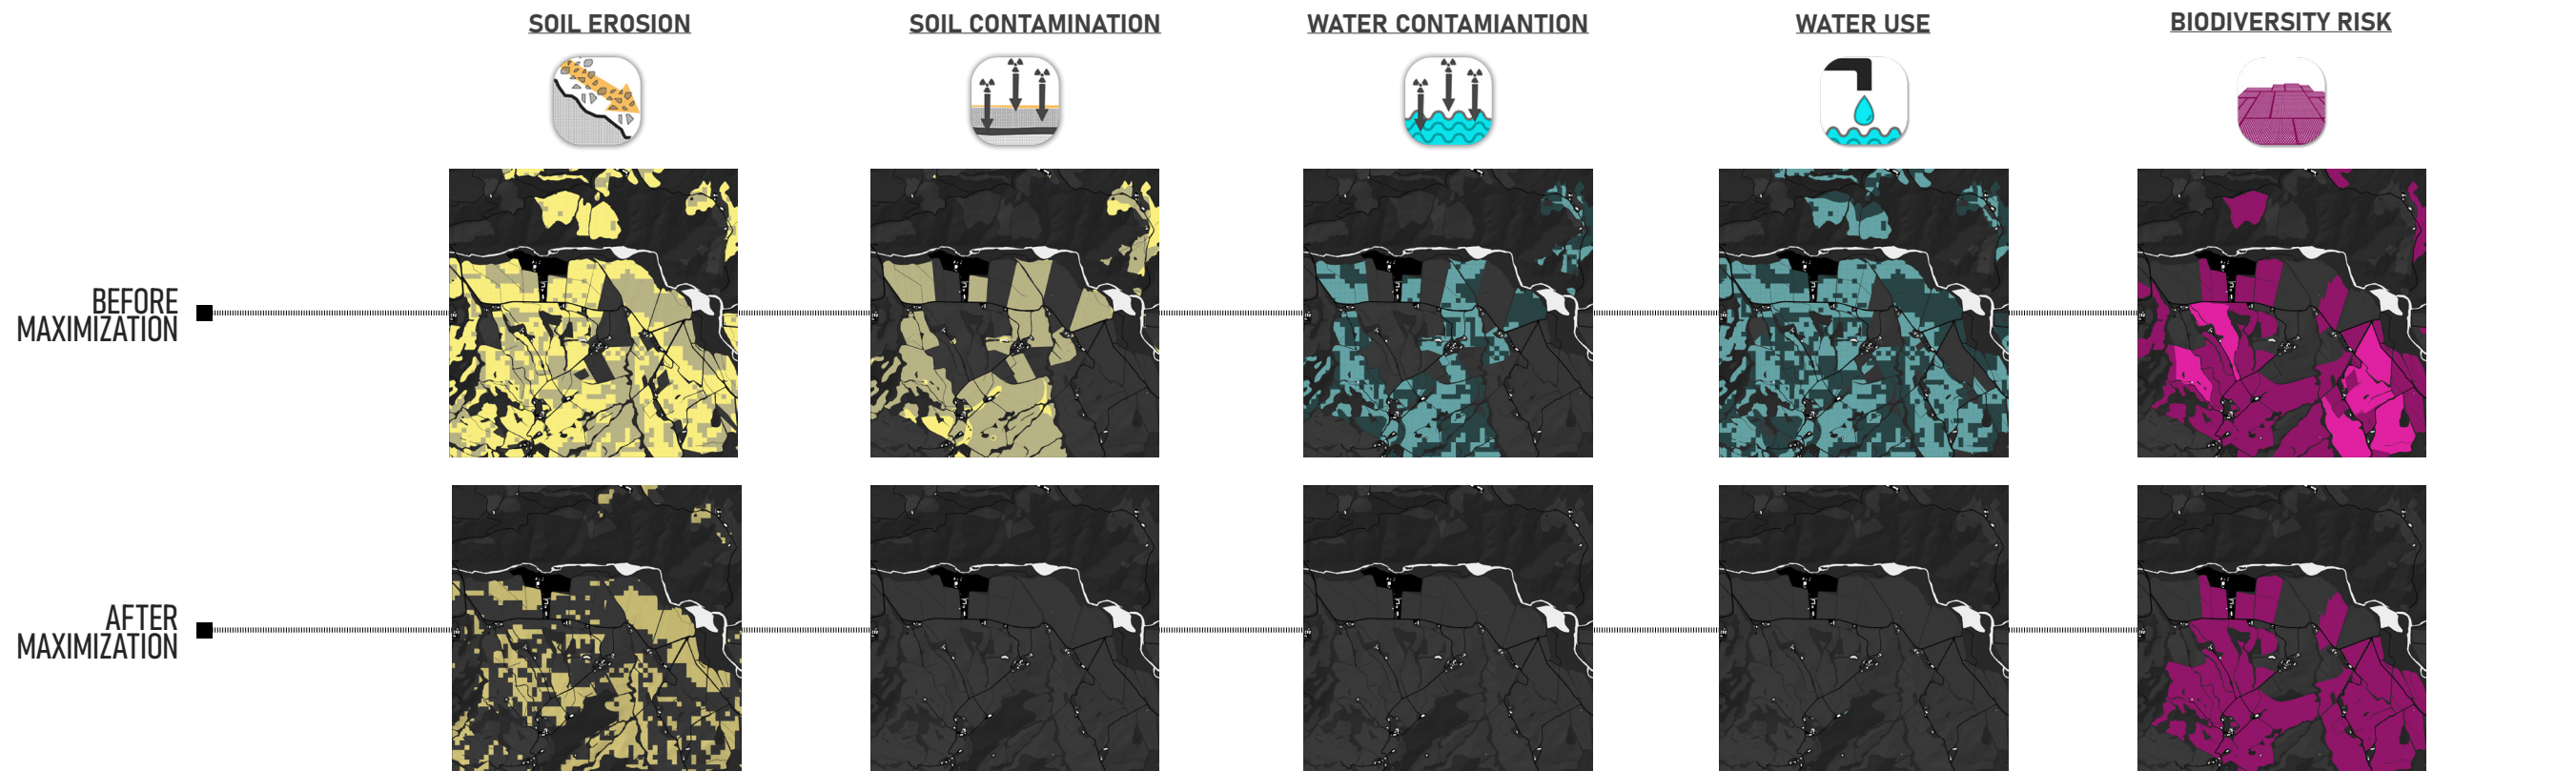 SOIL EROSION
SOIL CONTAMINATION
WATER CONTAMIANTION
WATER USE
BIODIVERSITY RISK
BEFORE
MAXIMIZATION
AFTER
MAXIMIZATION